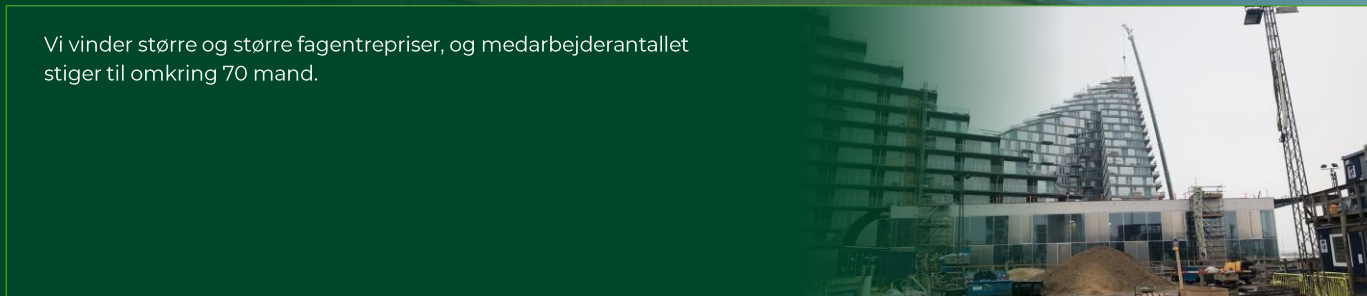 Vi vinder større og større fagentrepriser, og medarbejderantallet
stiger til omkring 70 mand.